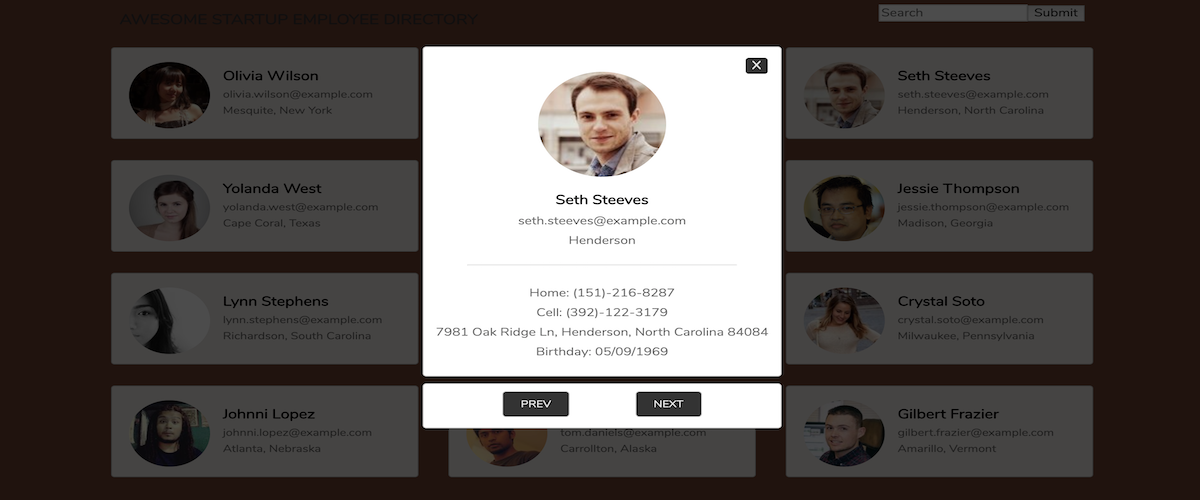 AWESOME STARTUP EMPLOYEE DIRECTORY
Search
Submit
Olivia Wilson
olivia.wilson@example.com
Mesquite, New York
X
Seth Steeves
seth.steeves@example.com
Henderson
Home: (151)-216-8287
Cell: (392)-122-3179
7981 Oak Ridge Ln, Henderson, North Carolina 84084
Birthday: 05/09/1969
PREV
NEXT
Seth Steeves
seth.steeves@example.com
Henderson, North Carolina
Yolanda West
yolanda.west@example.com
Cape Coral, Texas
Jessie Thompson
jessie.thompson@example.com
Madison, Georgia
Lynn Stephens
lynn.stephens@example.com
Richardson, South Carolina
Crystal Soto
crystal.soto@example.com
Milwaukee, Pennsylvania
Johnni Lopez
johnni.lopez@example.com
Atlanta, Nebraska
tom.daniels@example.com
Carrollton, Alaska
Gilbert Frazier
gilbert.frazier@example.com
Amarillo, Vermont